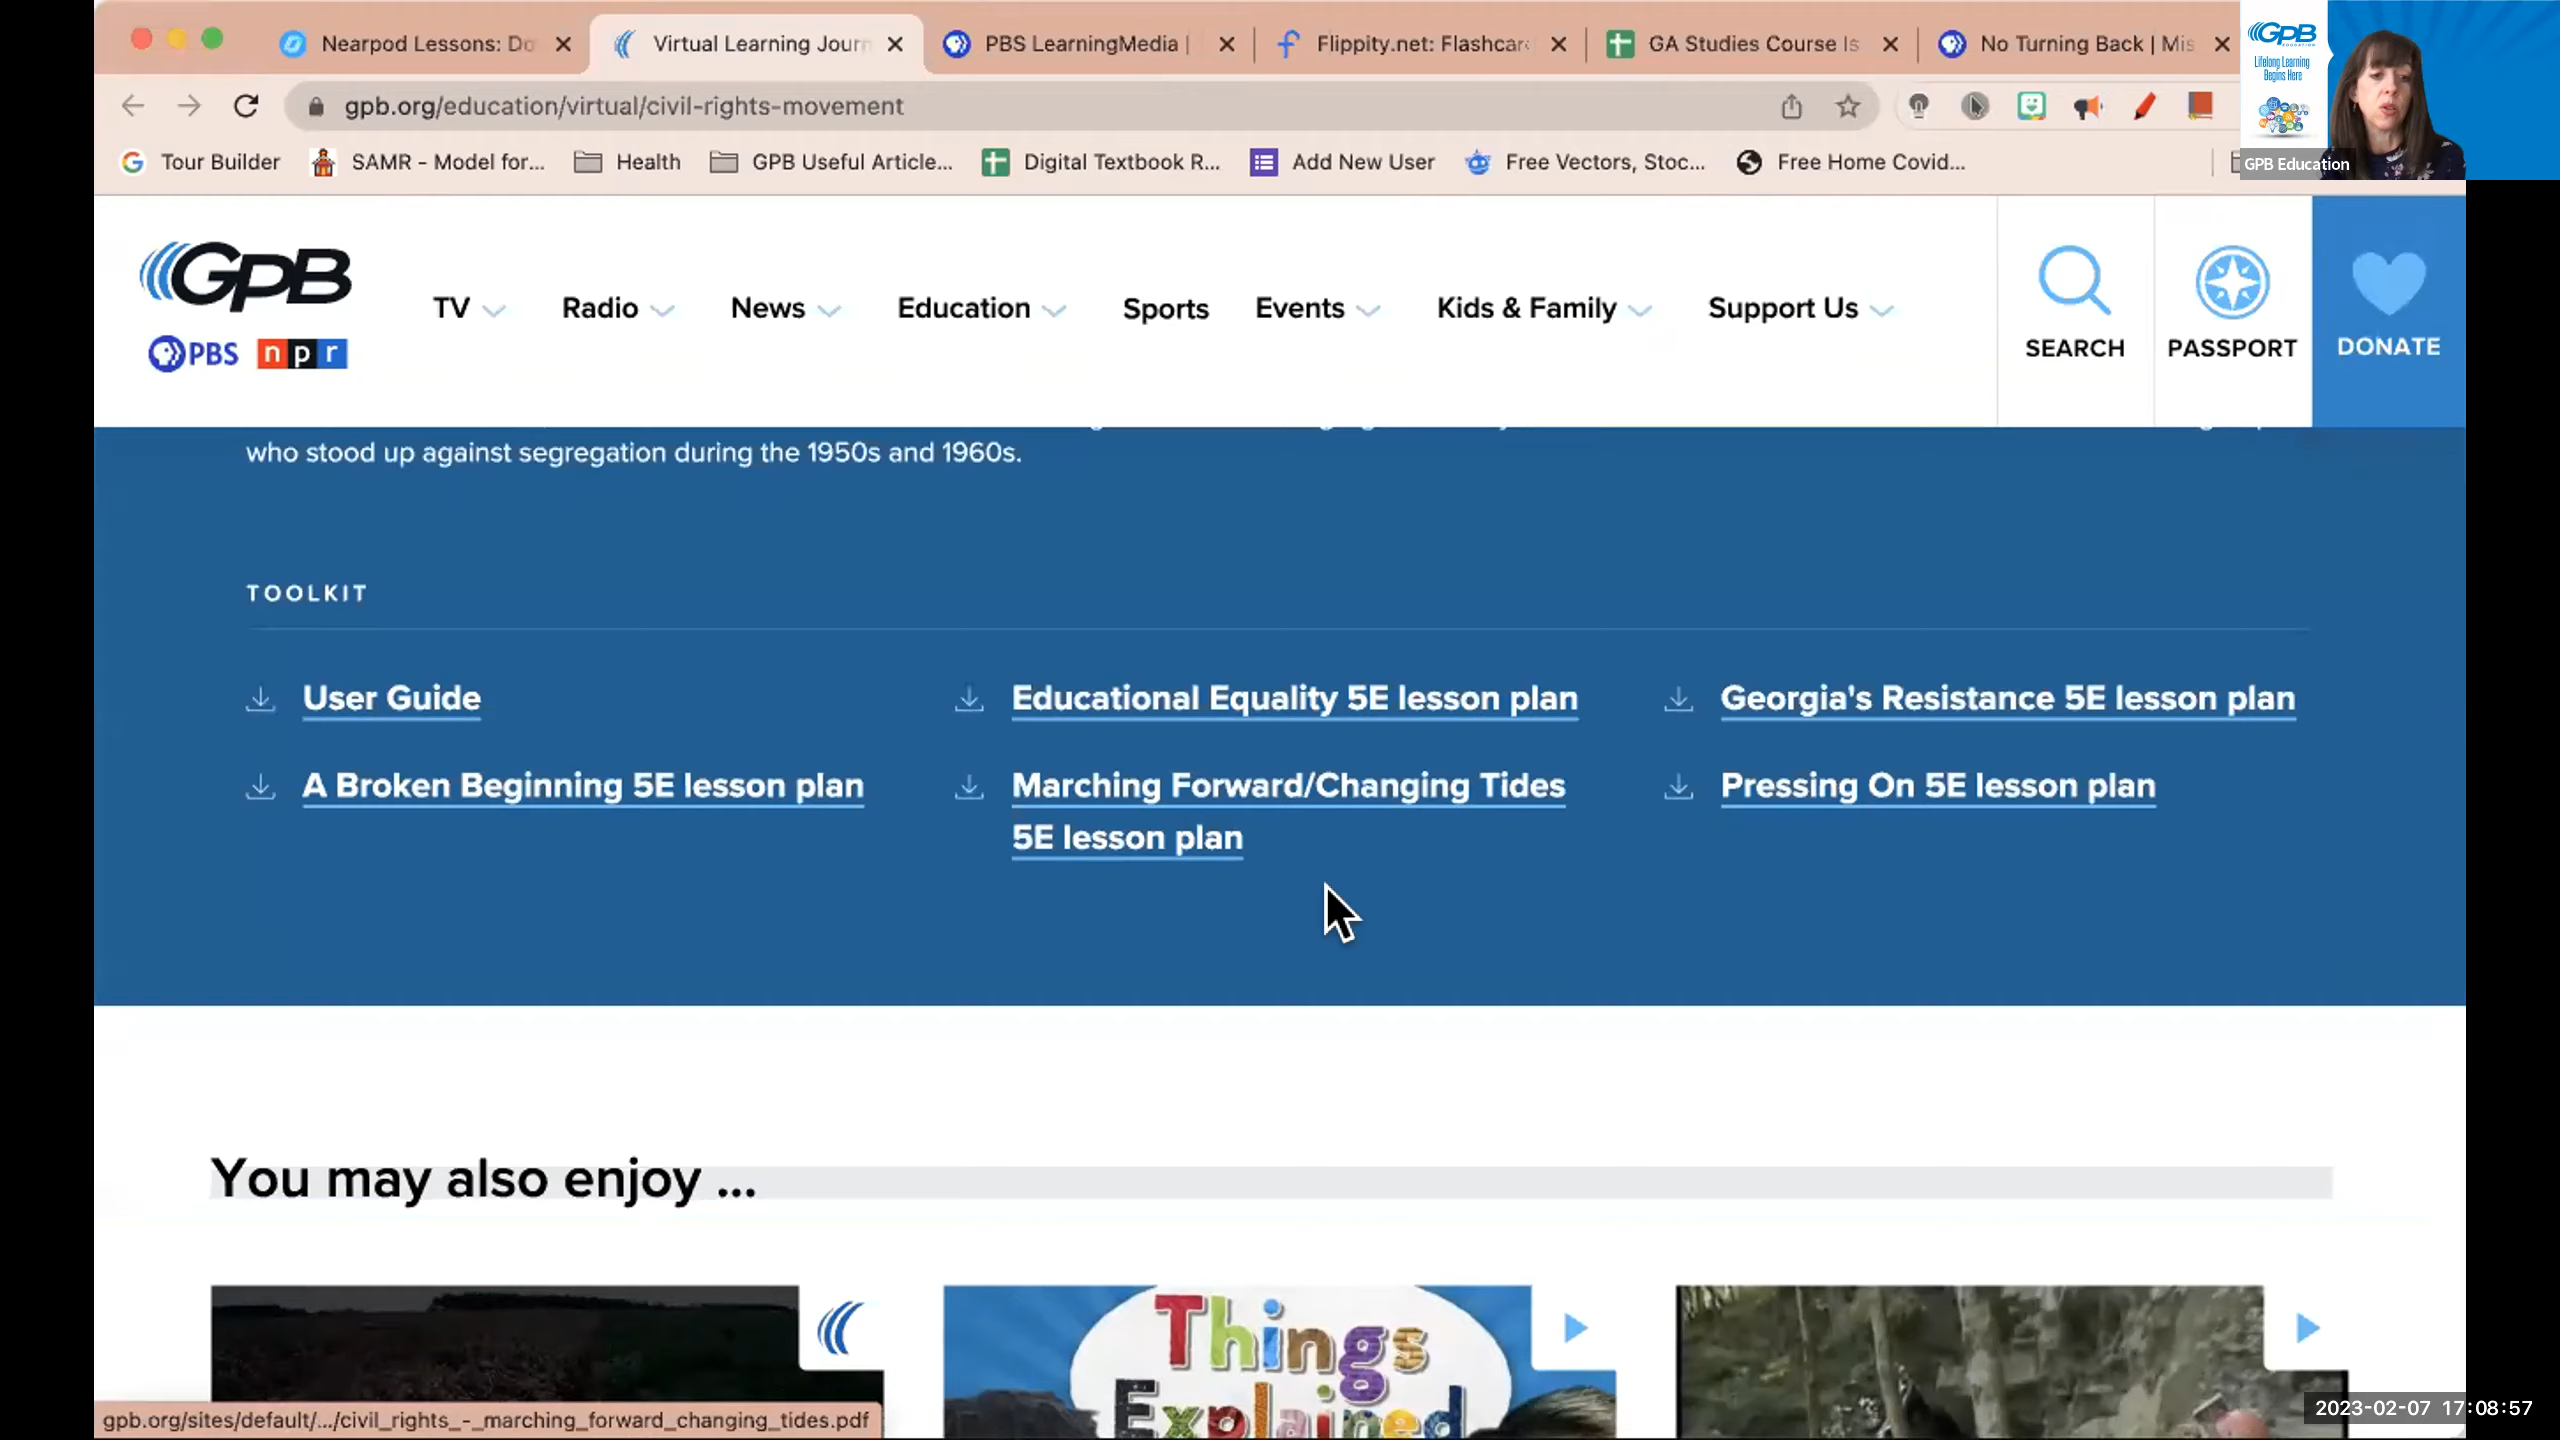 Nearpod Lessons: Do
Virtual Learning Jour
PBS LearningMedia |
Flippity.net: Flashcar
GA Studies Course Is
No Turning Back | Mis
gpb.org/education/virtual/civil-rights-movement
Tour Builder
SAMR - Model for...
Health
GPB Useful Article...
Digital Textbook R...
Add New User
Free Vectors, Stoc...
Free Home Covid...
GPB
EDUCATION
Lifelong Learning
Begins Here
GPB Education
GPB
PBS
npr
TV
Radio
News
Education
Sports
Events
Kids & Family
Support Us
SEARCH
PASSPORT
DONATE
who stood up against segregation during the 1950s and 1960s.
TOOLKIT
User Guide
Educational Equality 5E lesson plan
Georgia's Resistance 5E lesson plan
A Broken Beginning 5E lesson plan
Marching Forward/Changing Tides
5E lesson plan
Pressing On 5E lesson plan
You may also enjoy ...
Things
Explained
gpb.org/sites/default/.../civil_rights_-_marching_forward_changing_tides.pdf
2023-02-07 17:08:57